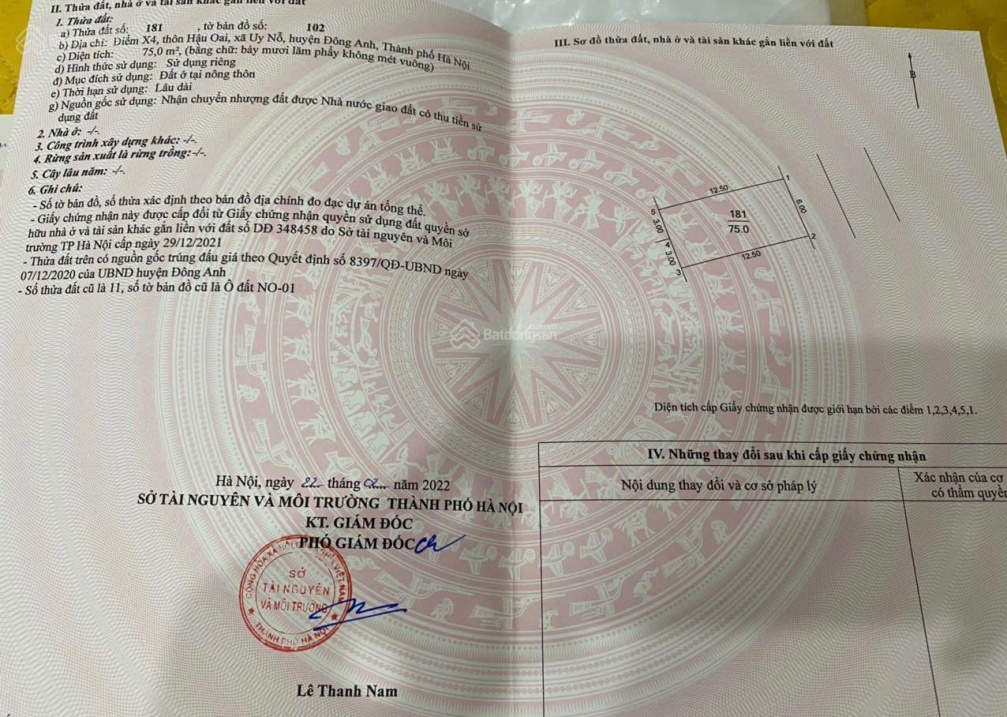 II. Thửa đất, nhà ở và tài sản khác gắn liền với đất
1. Thửa đất:
a) Thửa đất số: 181 , tờ bản đồ số: 102
b) Địa chỉ: Điểm X4, thôn Hậu Oai, xã Uy Nỗ, huyện Đông Anh, Thành phố Hà Nội
c) Diện tích: 75,0 m², (bằng chữ: bảy mươi lăm phẩy không mét vuông)
d) Hình thức sử dụng: Sử dụng riêng
đ) Mục đích sử dụng: Đất ở tại nông thôn
e) Thời hạn sử dụng: Lâu dài
g) Nguồn gốc sử dụng: Nhận chuyển nhượng đất được Nhà nước giao đất có thu tiền sử
dụng đất
2. Nhà ở: -/-.
3. Công trình xây dựng khác: -/-.
4. Rừng sản xuất là rừng trồng:-/-.
5. Cây lâu năm: -/-.
6. Ghi chú:
- Số tờ bản đồ, số thửa xác định theo bản đồ địa chính đo đạc dự án tổng thể.
- Giấy chứng nhận này được cấp đổi từ Giấy chứng nhận quyền sử dụng đất quyền sở
hữu nhà ở và tài sản khác gắn liền với đất số DĐ 348458 do Sở tài nguyên và Môi
trường TP Hà Nội cấp ngày 29/12/2021
- Thửa đất trên có nguồn gốc trúng đấu giá theo Quyết định số 8397/QĐ-UBND ngày
07/12/2020 của UBND huyện Đông Anh
- Số thửa đất cũ là 11, số tờ bản đồ cũ là Ô đất NO-01
Hà Nội, ngày 22 tháng năm 2022
SỞ TÀI NGUYÊN VÀ MÔI TRƯỜNG THÀNH PHỐ HÀ NỘI
KT. GIÁM ĐỐC
PHÓ GIÁM ĐỐC
SỞ
TÀI NGUYÊN
VÀ MÔI TRƯỜNG
THÀNH PHỐ HÀ NỘI
Lê Thanh Nam
III. Sơ đồ thửa đất, nhà ở và tài sản khác gắn liền với đất
B
12.50
1
5
181
6.00
3.00
75.0
4
2
3.00
12.50
3
Diện tích cấp Giấy chứng nhận được giới hạn bởi các điểm 1,2,3,4,5,1.
IV. Những thay đổi sau khi cấp giấy chứng nhận
Nội dung thay đổi và cơ sở pháp lý
Xác nhận của cơ
có thẩm quyền
Batdongsan